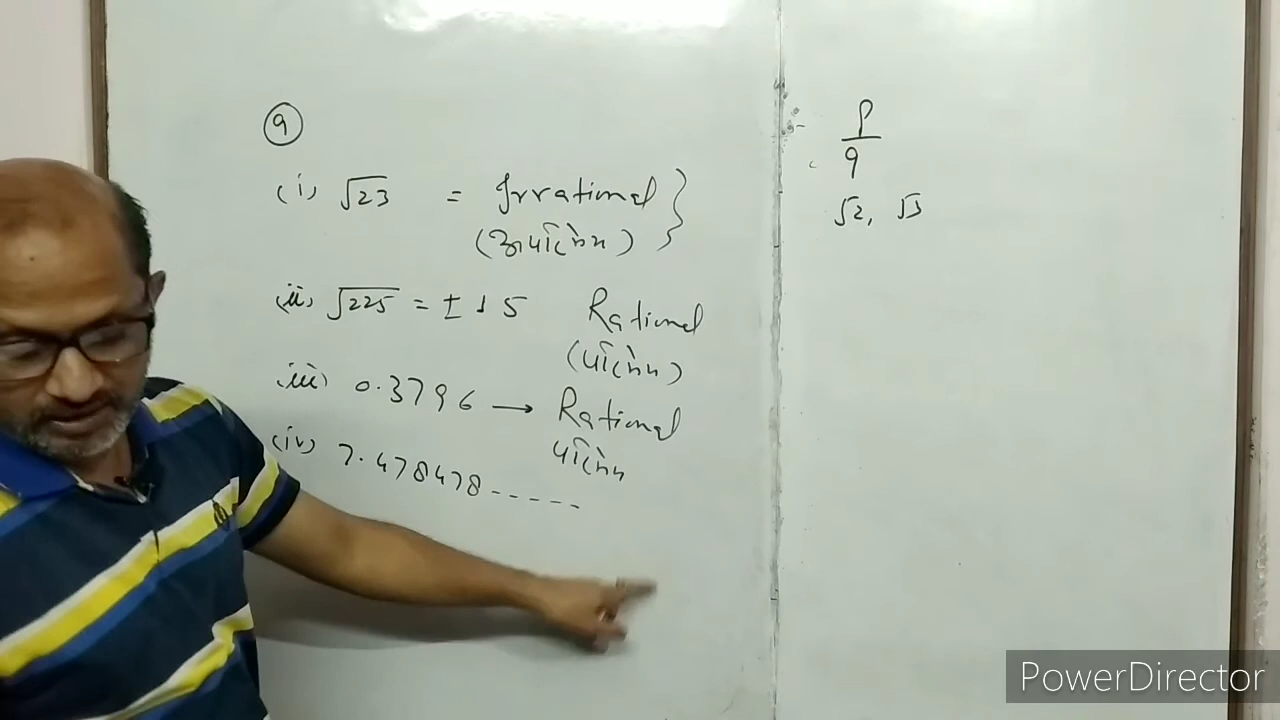 9
(i) √23 = Irrational }
(અપરિમેય)
(ii) √225 = ± 15 Rational
(પરિમેય)
(iii) 0.3796 → Rational
પરિમેય
(iv) 7.478478-----
p
q
√2, √3
PowerDirector